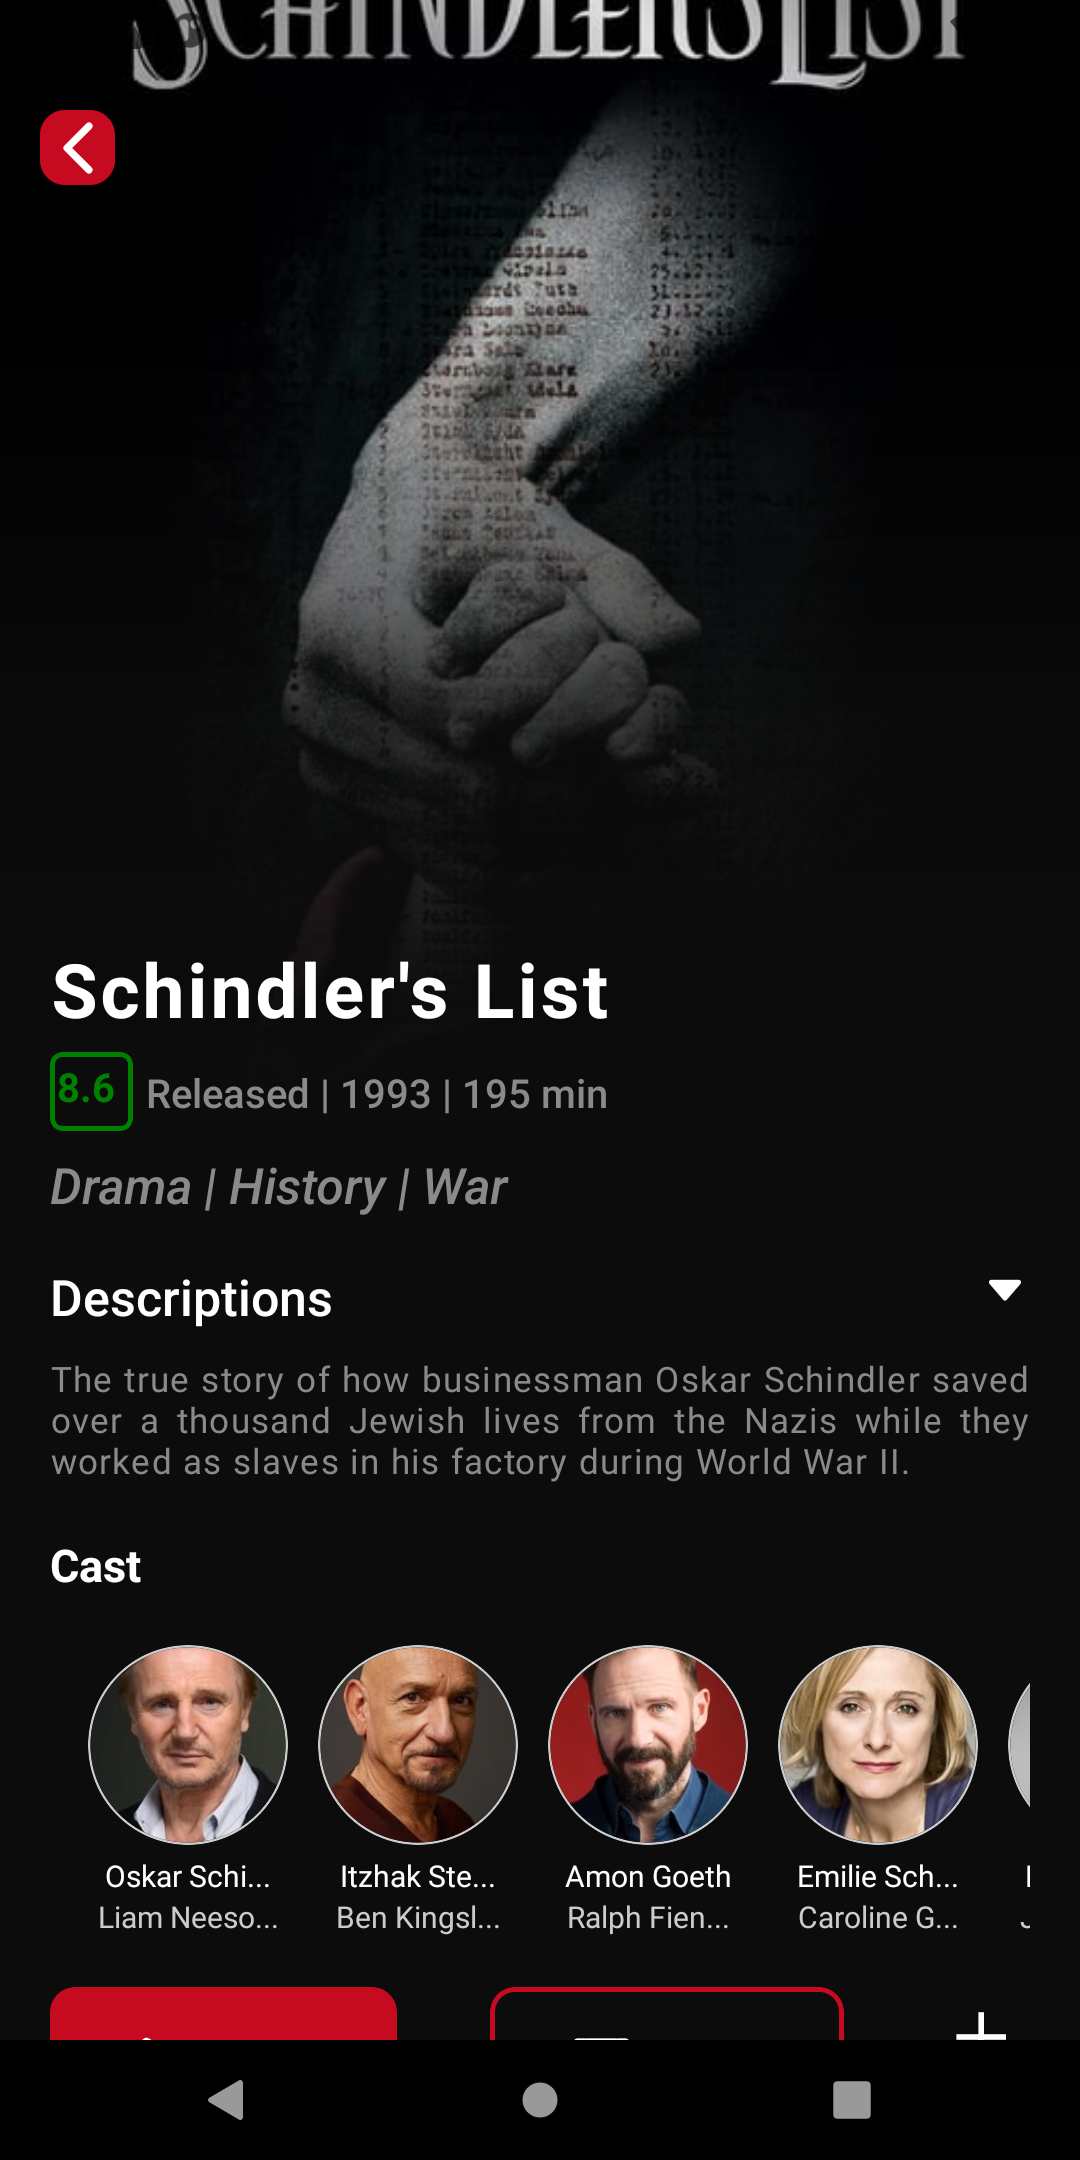 SCHINDLER'S LIST
Schindler's List
8.6 Released | 1993 | 195 min
Drama | History | War
Descriptions
The true story of how businessman Oskar Schindler saved
over a thousand Jewish lives from the Nazis while they
worked as slaves in his factory during World War II.
Cast
Oskar Schi... Itzhak Ste... Amon Goeth Emilie Sch...
Liam Neeso... Ben Kingsl... Ralph Fien... Caroline G...